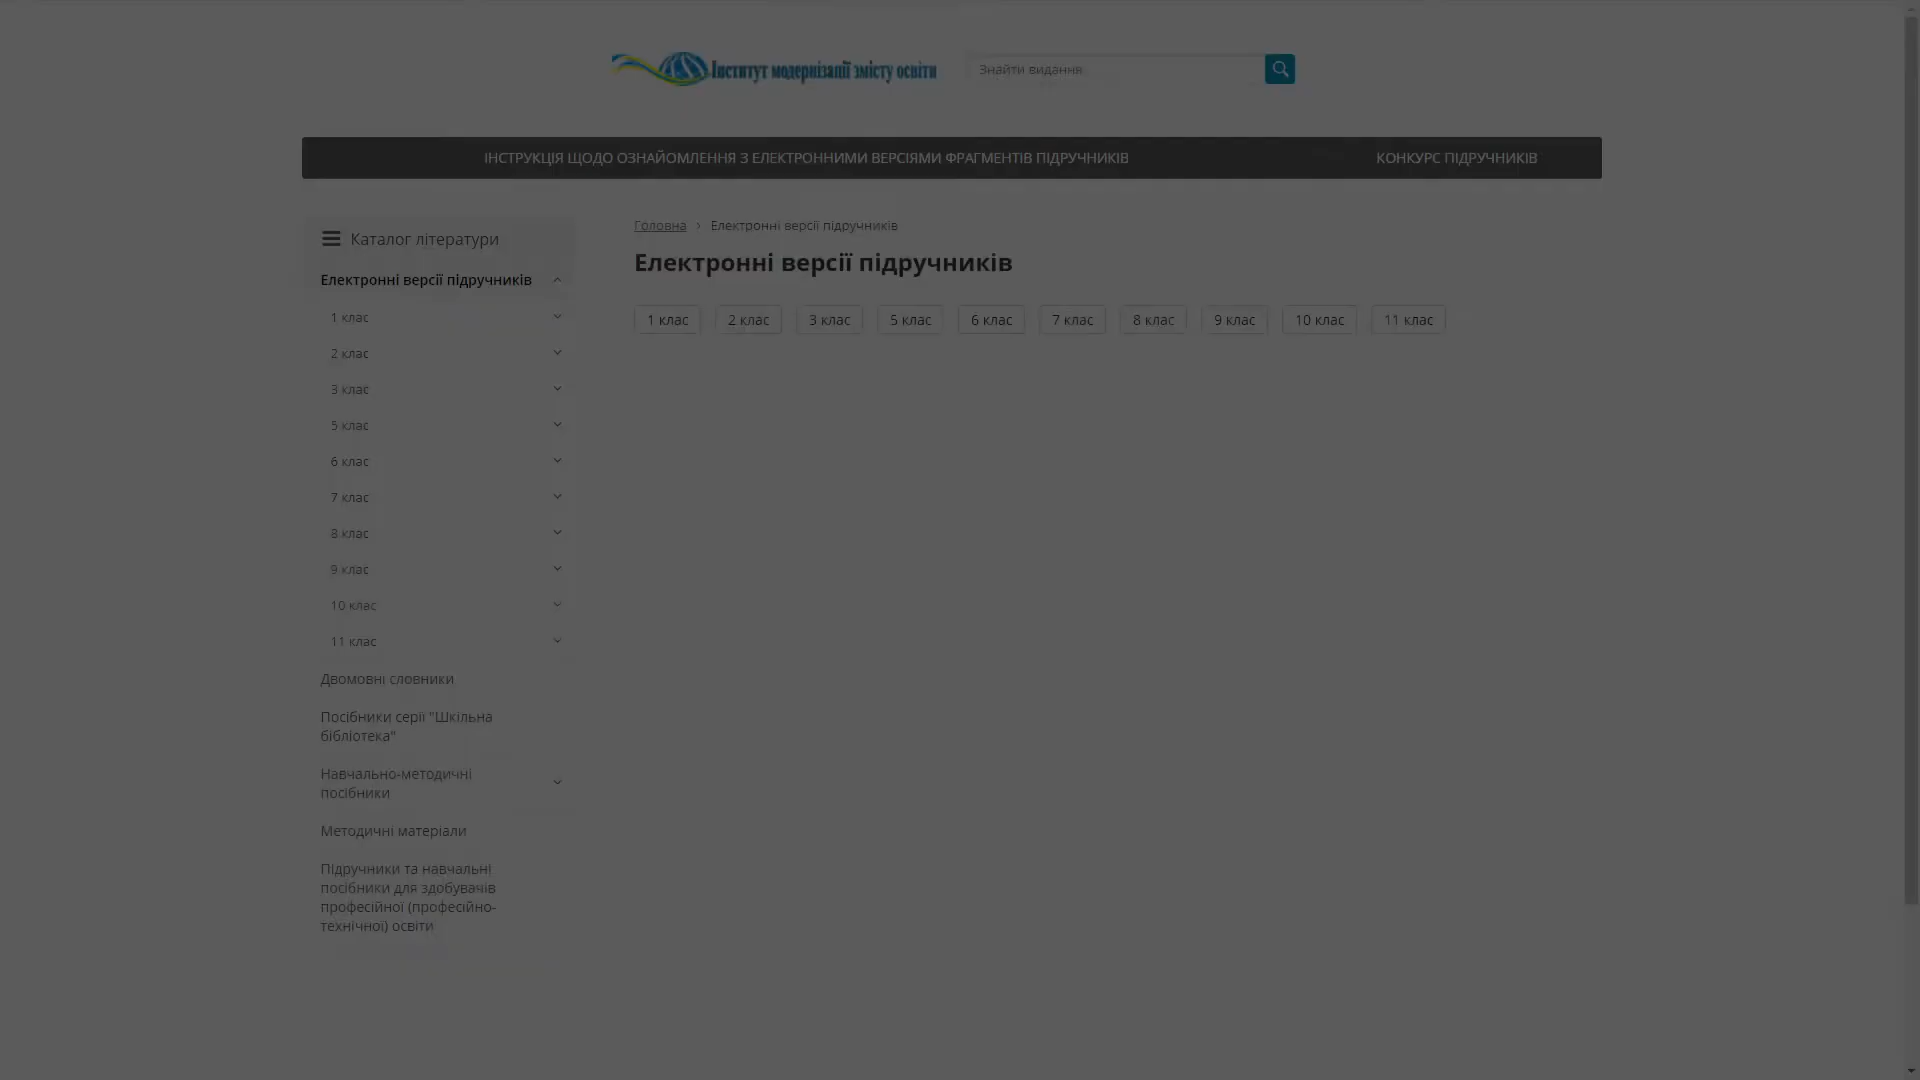 Інститут модернізації змісту освіти
Знайти видання
ІНСТРУКЦІЯ ЩОДО ОЗНАЙОМЛЕННЯ З ЕЛЕКТРОННИМИ ВЕРСІЯМИ ФРАГМЕНТІВ ПІДРУЧНИКІВ
КОНКУРС ПІДРУЧНИКІВ
Каталог літератури
Електронні версії підручників
1 клас
2 клас
3 клас
5 клас
6 клас
7 клас
8 клас
9 клас
10 клас
11 клас
Двомовні словники
Посібники серії "Шкільна
бібліотека"
Навчально-методичні
посібники
Методичні матеріали
Підручники та навчальні
посібники для здобувачів
професійної (професійно-
технічної) освіти
Головна › Електронні версії підручників
Електронні версії підручників
1 клас 2 клас 3 клас 5 клас 6 клас 7 клас 8 клас 9 клас 10 клас 11 клас